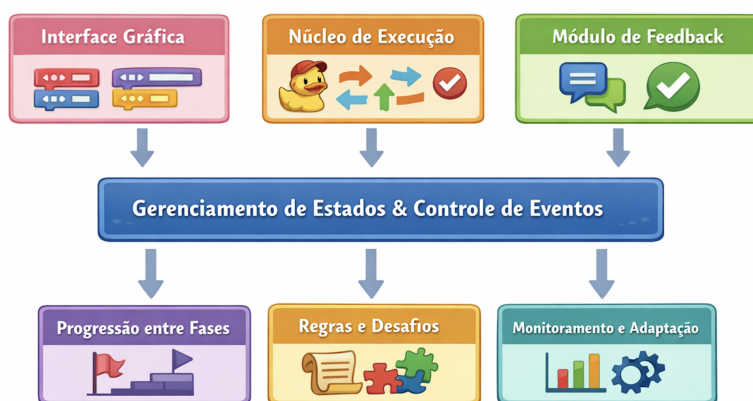 Interface Gráfica
Núcleo de Execução
Módulo de Feedback
Gerenciamento de Estados & Controle de Eventos
Progressão entre Fases
Regras e Desafios
Monitoramento e Adaptação